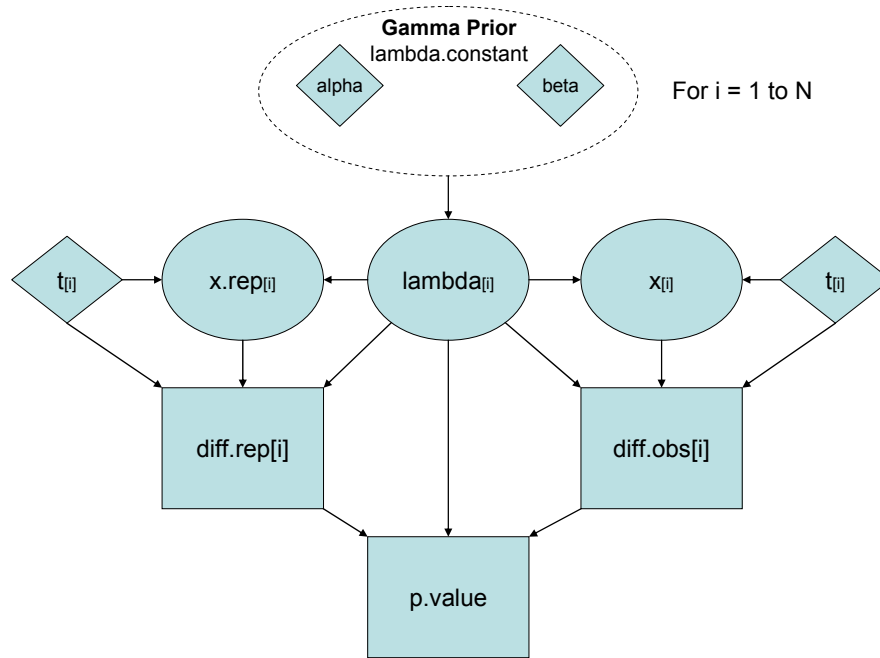 Gamma Prior
lambda.constant
alpha
beta
For i = 1 to N
t[i]
x.rep[i]
lambda[i]
x[i]
t[i]
diff.rep[i]
diff.obs[i]
p.value